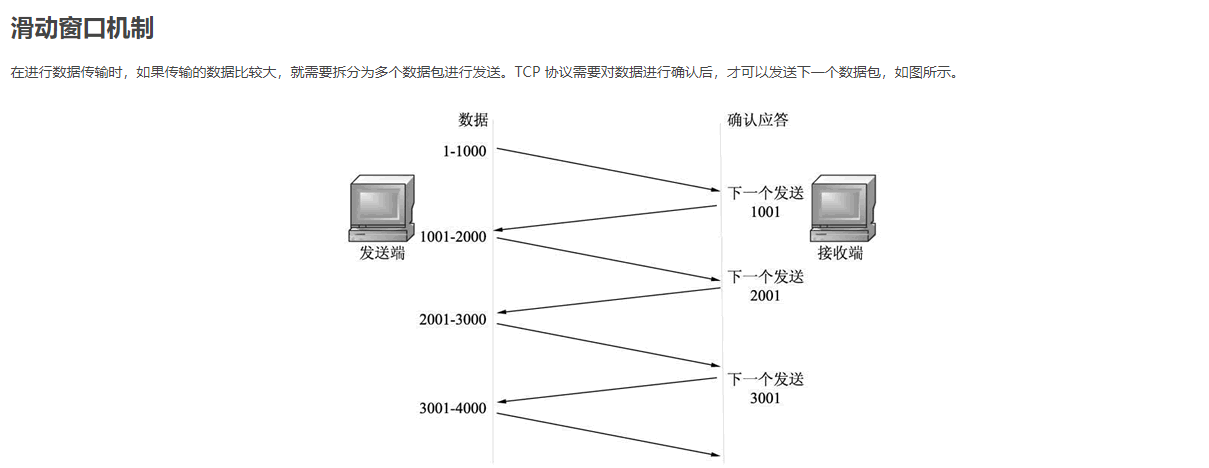 滑动窗口机制
在进行数据传输时，如果传输的数据比较大，就需要拆分为多个数据包进行发送。TCP 协议需要对数据进行确认后，才可以发送下一个数据包，如图所示。
数据
确认应答
1-1000
下一个发送
1001
1001-2000
发送端
接收端
下一个发送
2001
2001-3000
下一个发送
3001
3001-4000